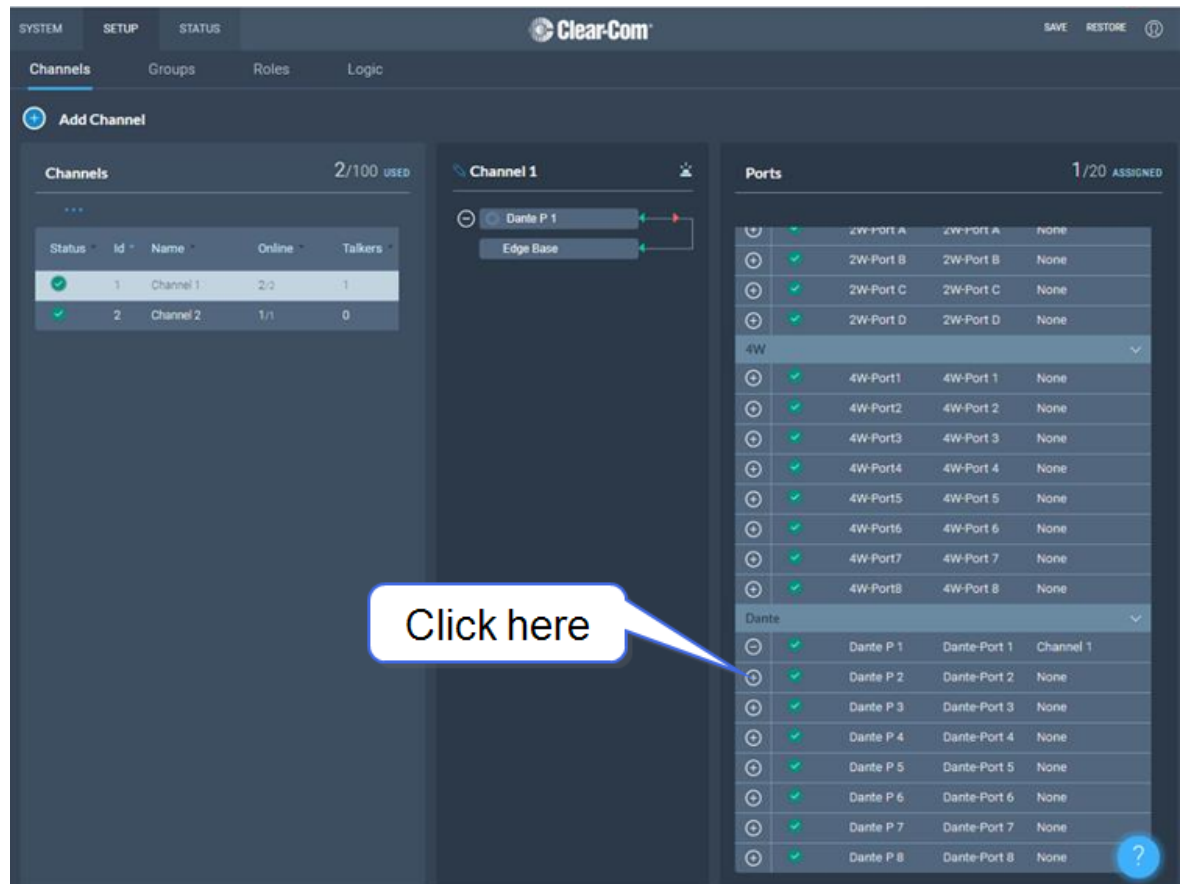 SYSTEM SETUP STATUS Clear-Com SAVE RESTORE
Channels Groups Roles Logic
Add Channel
Channels 2/100 USED
...
Status Id Name Online Talkers
1 Channel 1 2/2 1
2 Channel 2 1/1 0
Channel 1
Dante P 1
Edge Base
Ports 1/20 ASSIGNED
2W-Port A 2W-Port A None
2W-Port B 2W-Port B None
2W-Port C 2W-Port C None
2W-Port D 2W-Port D None
4W
4W-Port1 4W-Port 1 None
4W-Port2 4W-Port 2 None
4W-Port3 4W-Port 3 None
4W-Port4 4W-Port 4 None
4W-Port5 4W-Port 5 None
4W-Port6 4W-Port 6 None
4W-Port7 4W-Port 7 None
4W-Port8 4W-Port 8 None
Dante
Dante P 1 Dante-Port 1 Channel 1
Dante P 2 Dante-Port 2 None
Dante P 3 Dante-Port 3 None
Dante P 4 Dante-Port 4 None
Dante P 5 Dante-Port 5 None
Dante P 6 Dante-Port 6 None
Dante P 7 Dante-Port 7 None
Dante P 8 Dante-Port 8 None
Click here
?